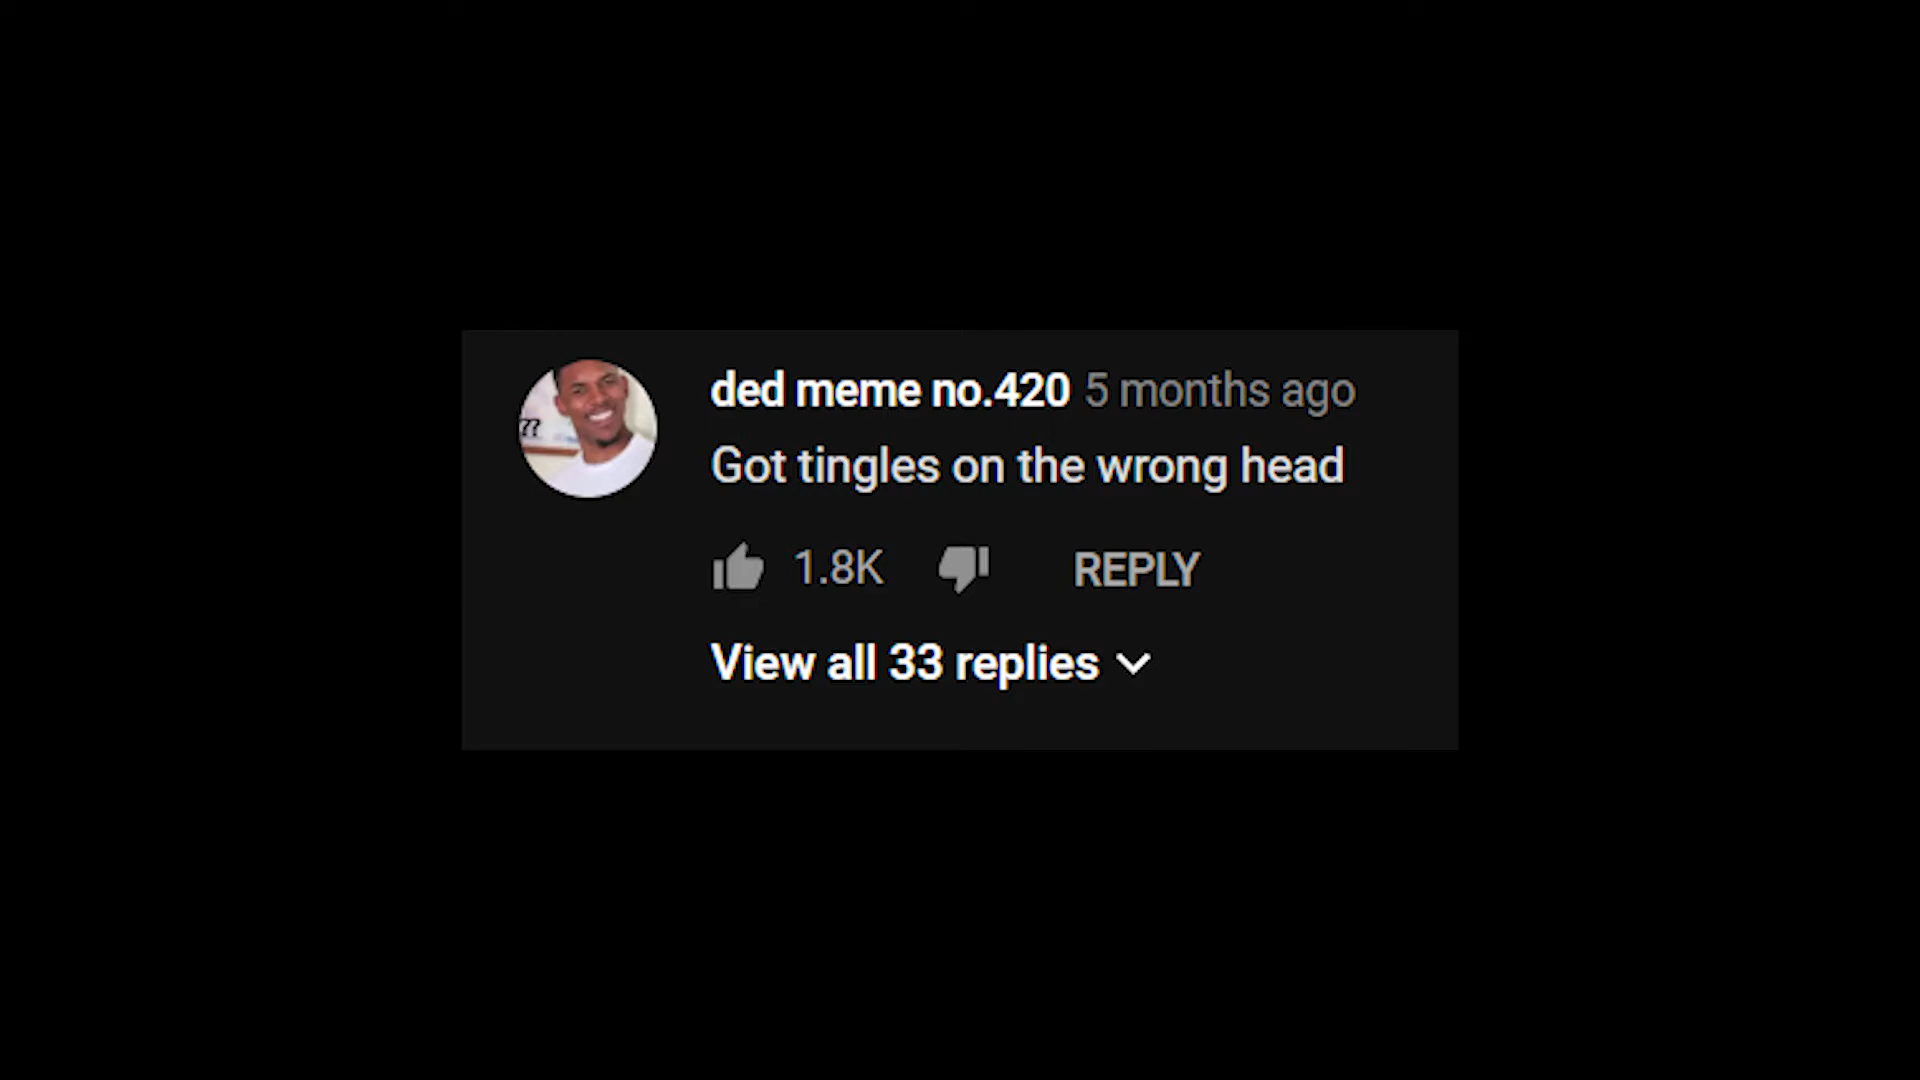 ded meme no.420 5 months ago
??
Got tingles on the wrong head
1.8K REPLY
View all 33 replies